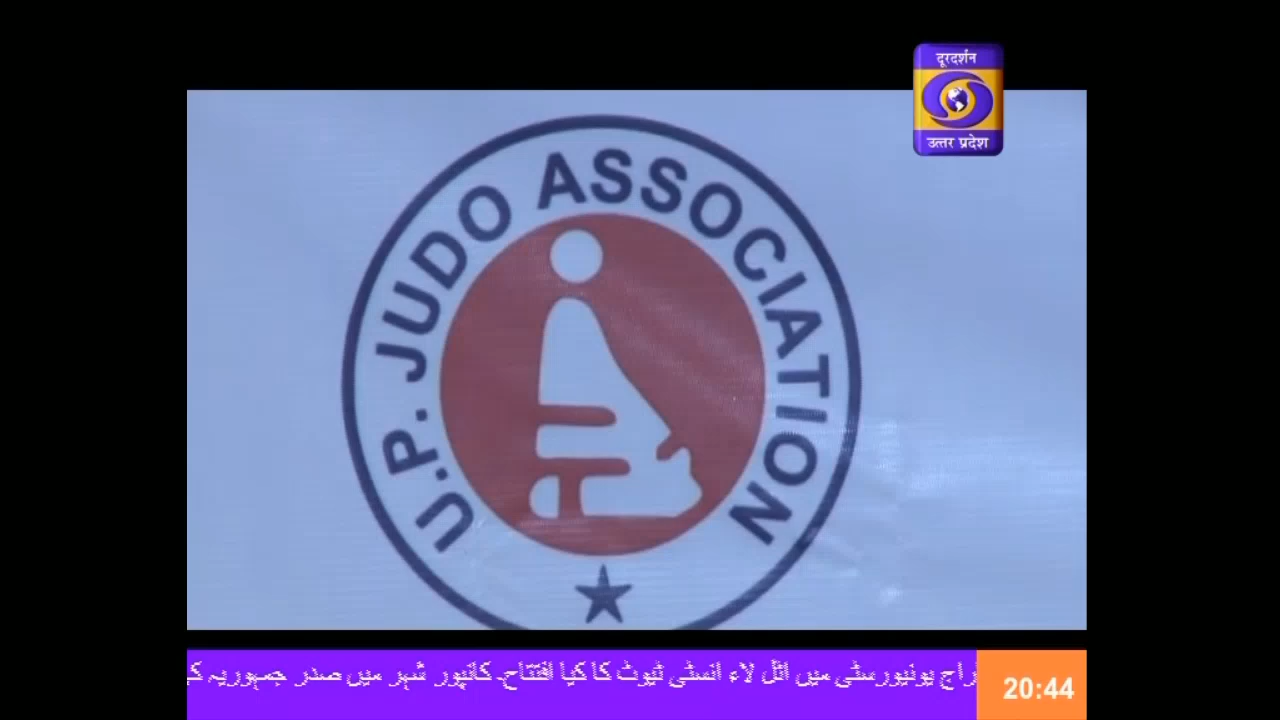 दूरदर्शन
उत्तर प्रदेश
U.P. JUDO ASSOCIATION
راج یونیورسٹی میں اٹل لاء انسٹی ٹیوٹ کا کیا افتتاح۔ کانپور شہر میں صدر جمہوریہ کے
20:44